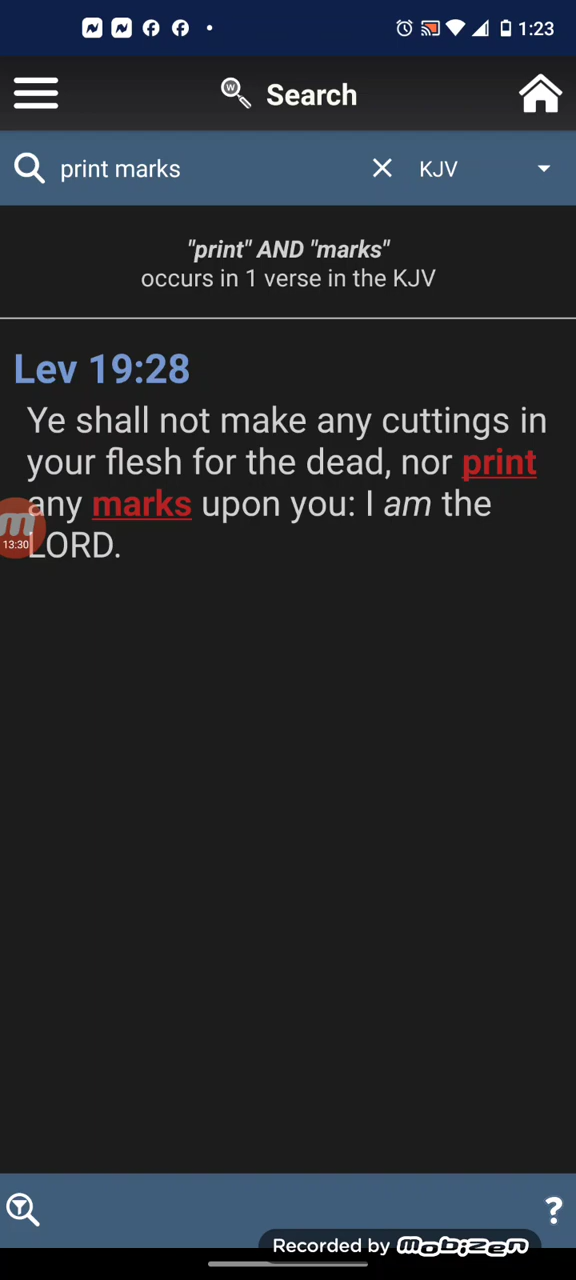 1:23
Search
print marks KJV
"print" AND "marks"
occurs in 1 verse in the KJV
Lev 19:28
Ye shall not make any cuttings in
your flesh for the dead, nor print
any marks upon you: I am the
LORD.
13:30
?
Recorded by mobizen